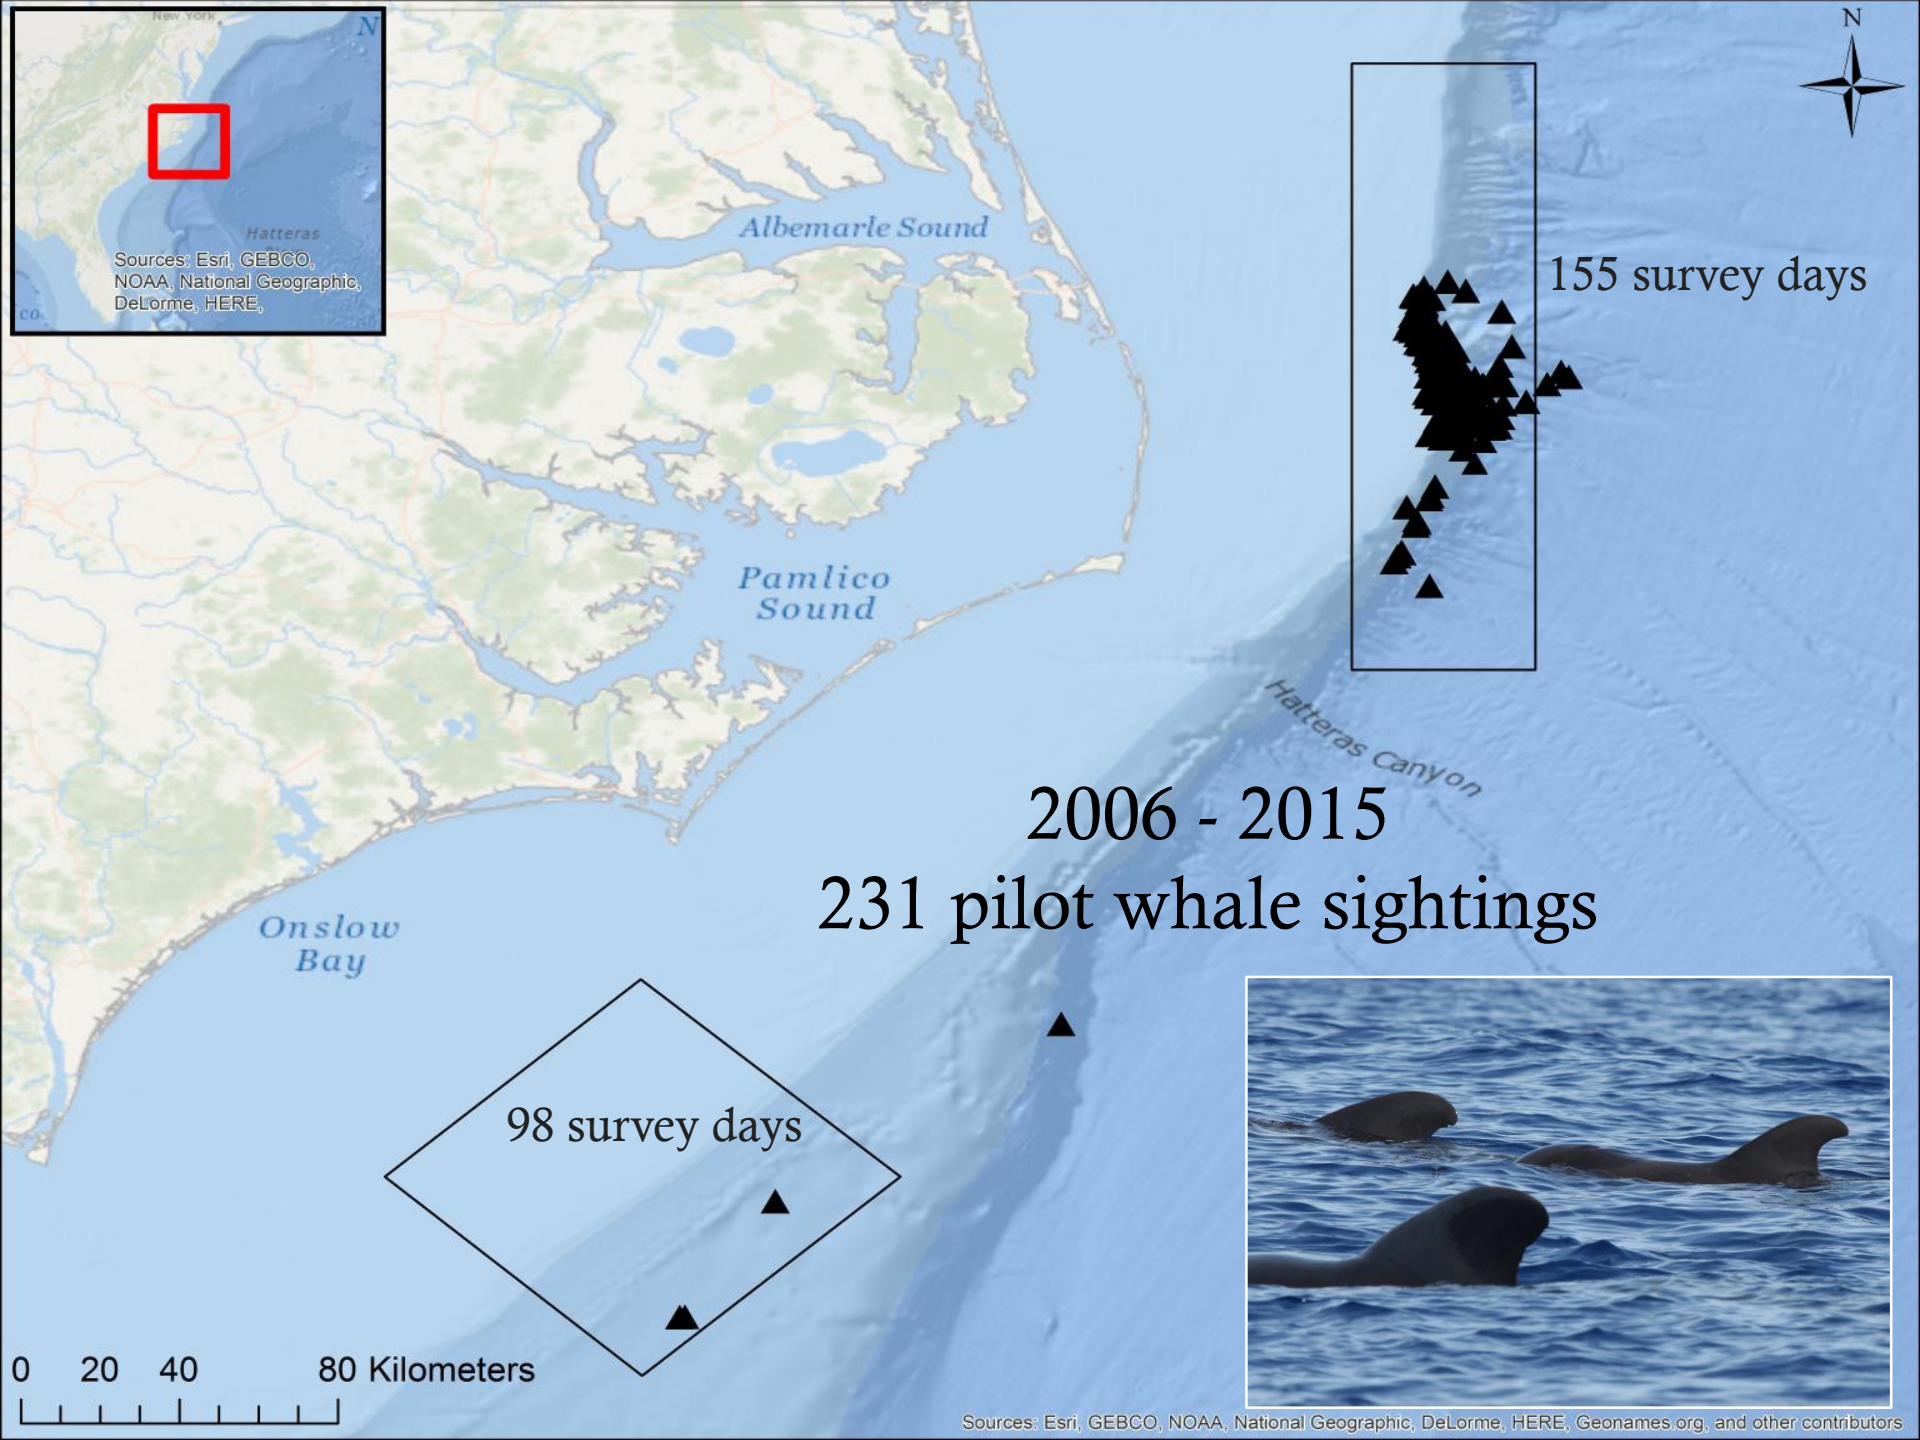 New York
N
Hatteras
Sources: Esri, GEBCO,
NOAA, National Geographic,
DeLorme, HERE,
co
N
Albemarle Sound
155 survey days
Pamlico
Sound
Hatteras Canyon
2006 - 2015
231 pilot whale sightings
Onslow
Bay
98 survey days
0 20 40 80 Kilometers
Sources: Esri, GEBCO, NOAA, National Geographic, DeLorme, HERE, Geonames.org, and other contributors